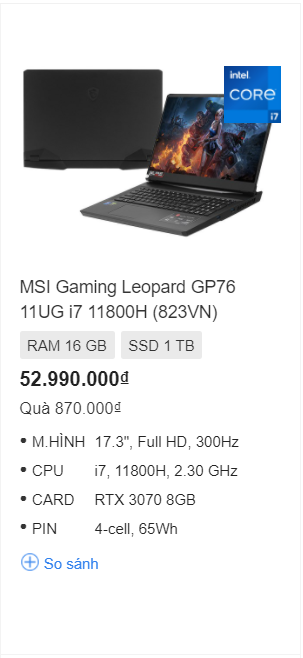 intel
CORE
i7
MSI Gaming Leopard GP76
11UG i7 11800H (823VN)
RAM 16 GB SSD 1 TB
52.990.000₫
Quà 870.000₫
• M.HÌNH 17.3", Full HD, 300Hz
• CPU i7, 11800H, 2.30 GHz
• CARD RTX 3070 8GB
• PIN 4-cell, 65Wh
So sánh